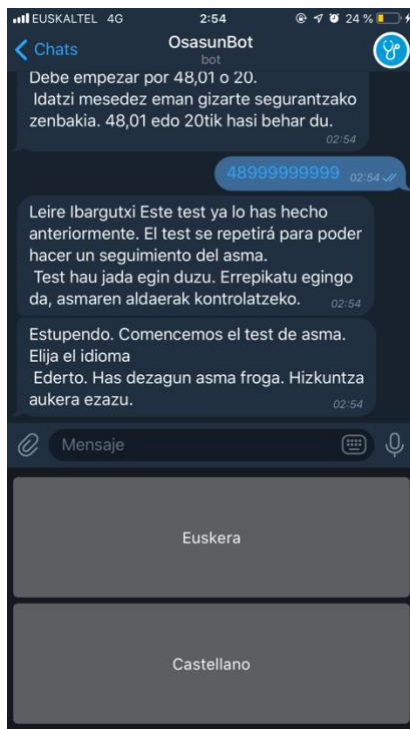 EUSKALTEL 4G 2:54 24 %
Chats OsasunBot
bot
Debe empezar por 48,01 o 20.
Idatzi mesedez eman gizarte segurantzako
zenbakia. 48,01 edo 20tik hasi behar du.
02:54
48999999999 02:54
Leire Ibargutxi Este test ya lo has hecho
anteriormente. El test se repetirá para poder
hacer un seguimiento del asma.
Test hau jada egin duzu. Errepikatu egingo
da, asmaren aldaerak kontrolatzeko. 02:54
Estupendo. Comencemos el test de asma.
Elija el idioma
Ederto. Has dezagun asma froga. Hizkuntza
aukera ezazu. 02:54
Mensaje
Euskera
Castellano